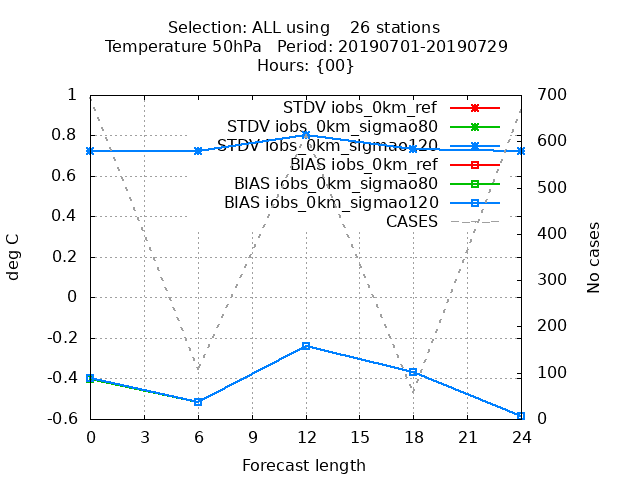 Selection: ALL using    26 stations
Temperature 50hPa   Period: 20190701-20190729
Hours: {00}
STDV iobs_0km_ref
STDV iobs_0km_sigmao80
STDV iobs_0km_sigmao120
BIAS iobs_0km_ref
BIAS iobs_0km_sigmao80
BIAS iobs_0km_sigmao120
CASES
1
0.8
0.6
0.4
0.2
0
-0.2
-0.4
-0.6
deg C
700
600
500
400
300
200
100
0
No cases
0 3 6 9 12 15 18 21 24
Forecast length